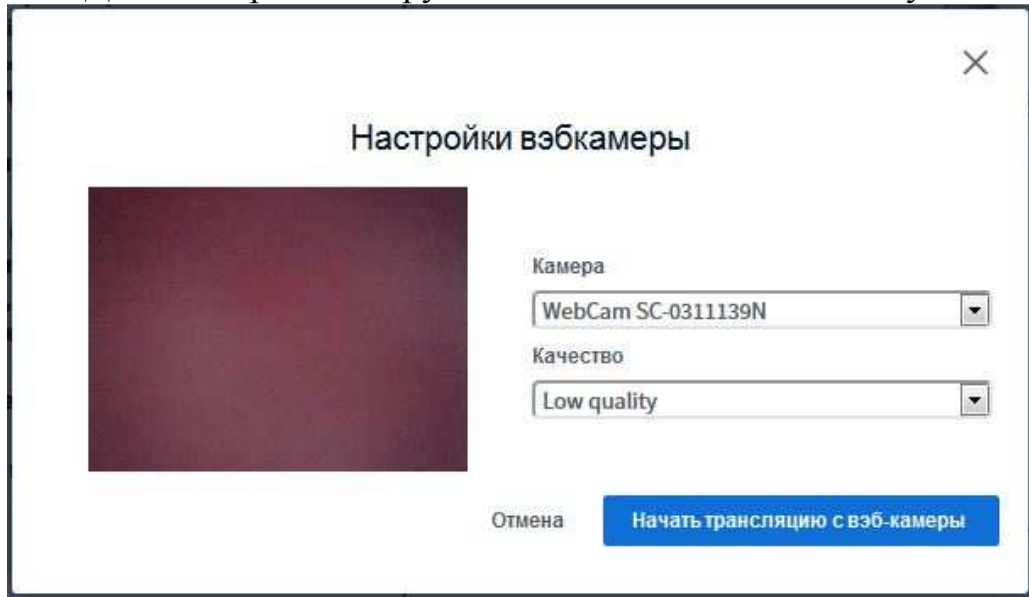 Настройки вэбкамеры
Камера
WebCam SC-0311139N
Качество
Low quality
Отмена
Начать трансляцию с вэб-камеры